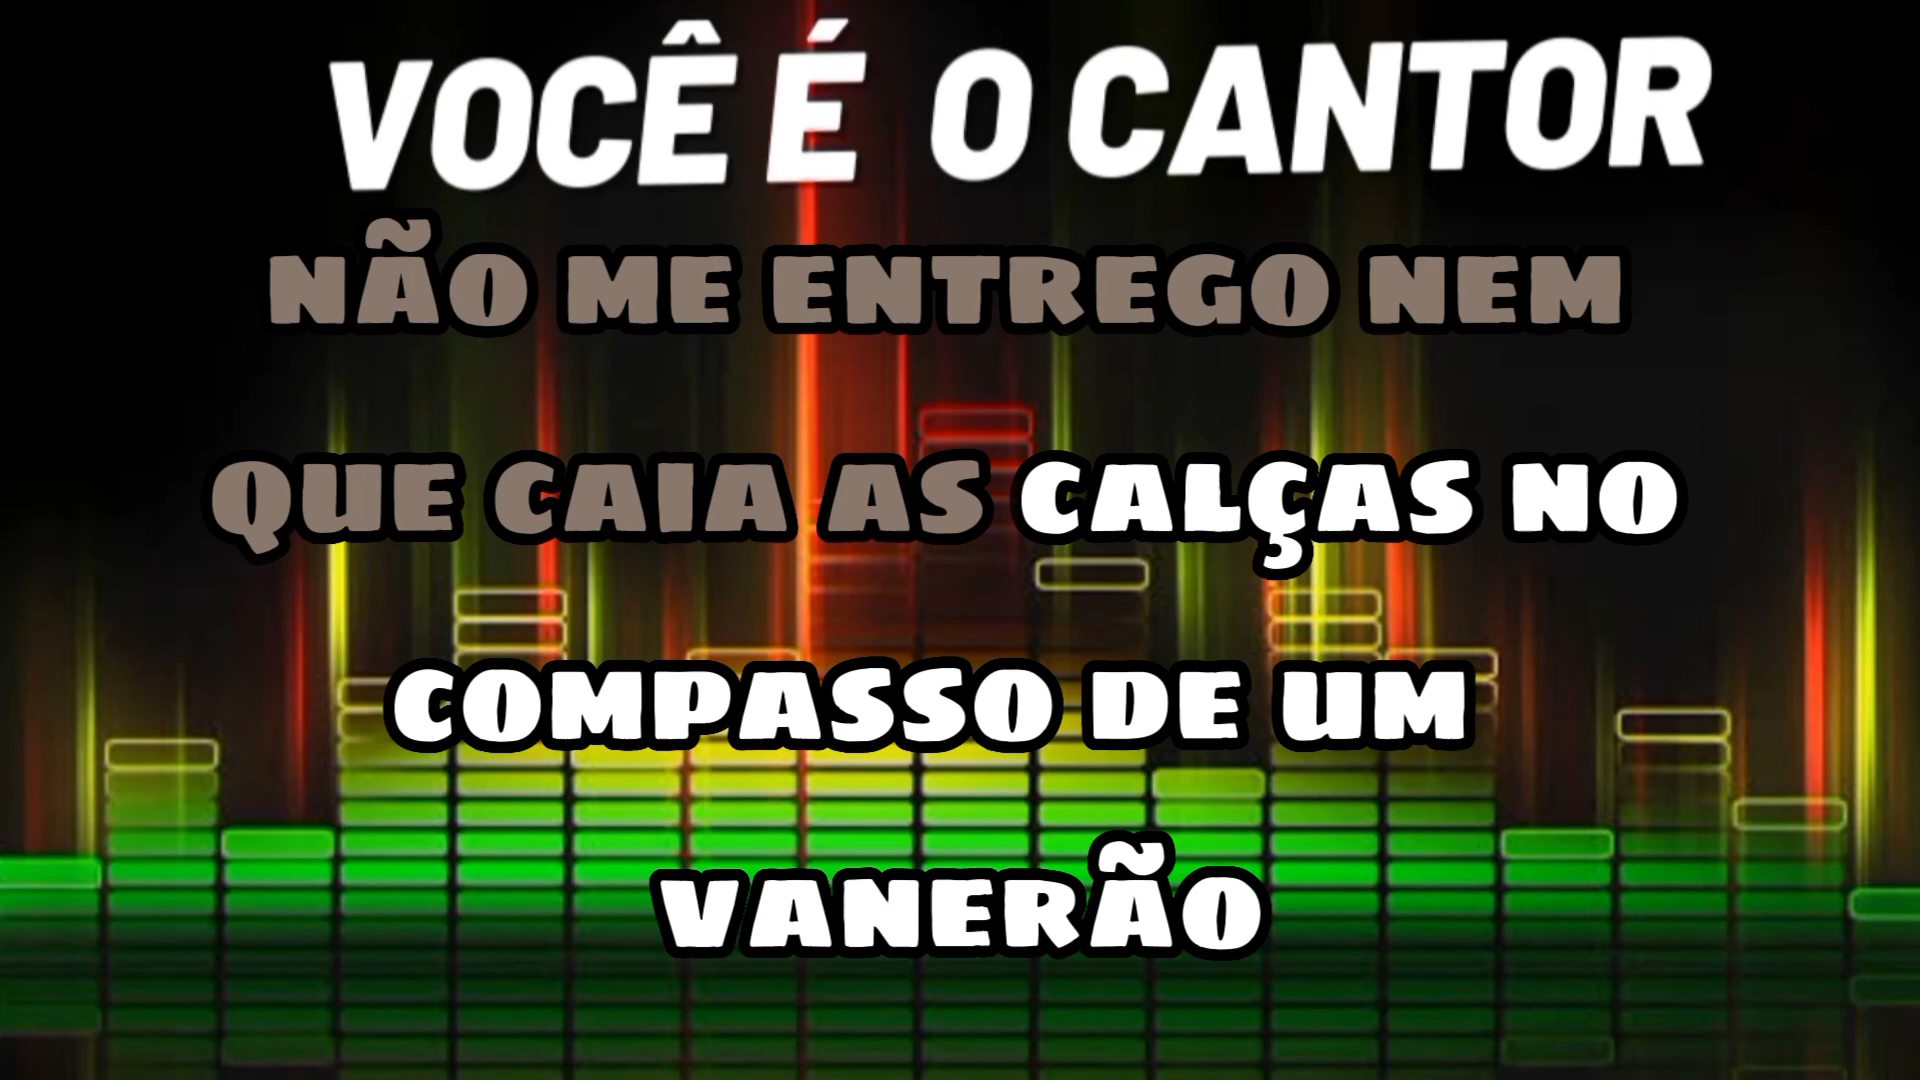 VOCÊ É O CANTOR
NÃO ME ENTREGO NEM
QUE CAIA AS CALÇAS NO
COMPASSO DE UM
VANERÃO